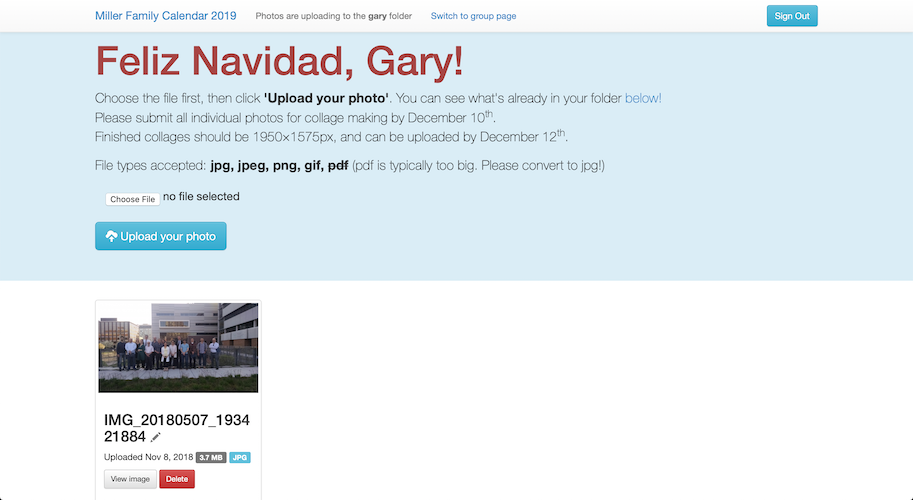 Miller Family Calendar 2019 Photos are uploading to the gary folder Switch to group page Sign Out
Feliz Navidad, Gary!
Choose the file first, then click 'Upload your photo'. You can see what's already in your folder below!
Please submit all individual photos for collage making by December 10th.
Finished collages should be 1950×1575px, and can be uploaded by December 12th.
File types accepted: jpg, jpeg, png, gif, pdf (pdf is typically too big. Please convert to jpg!)
Choose File no file selected
Upload your photo
IMG_20180507_1934
21884
Uploaded Nov 8, 2018 3.7 MB JPG
View image Delete